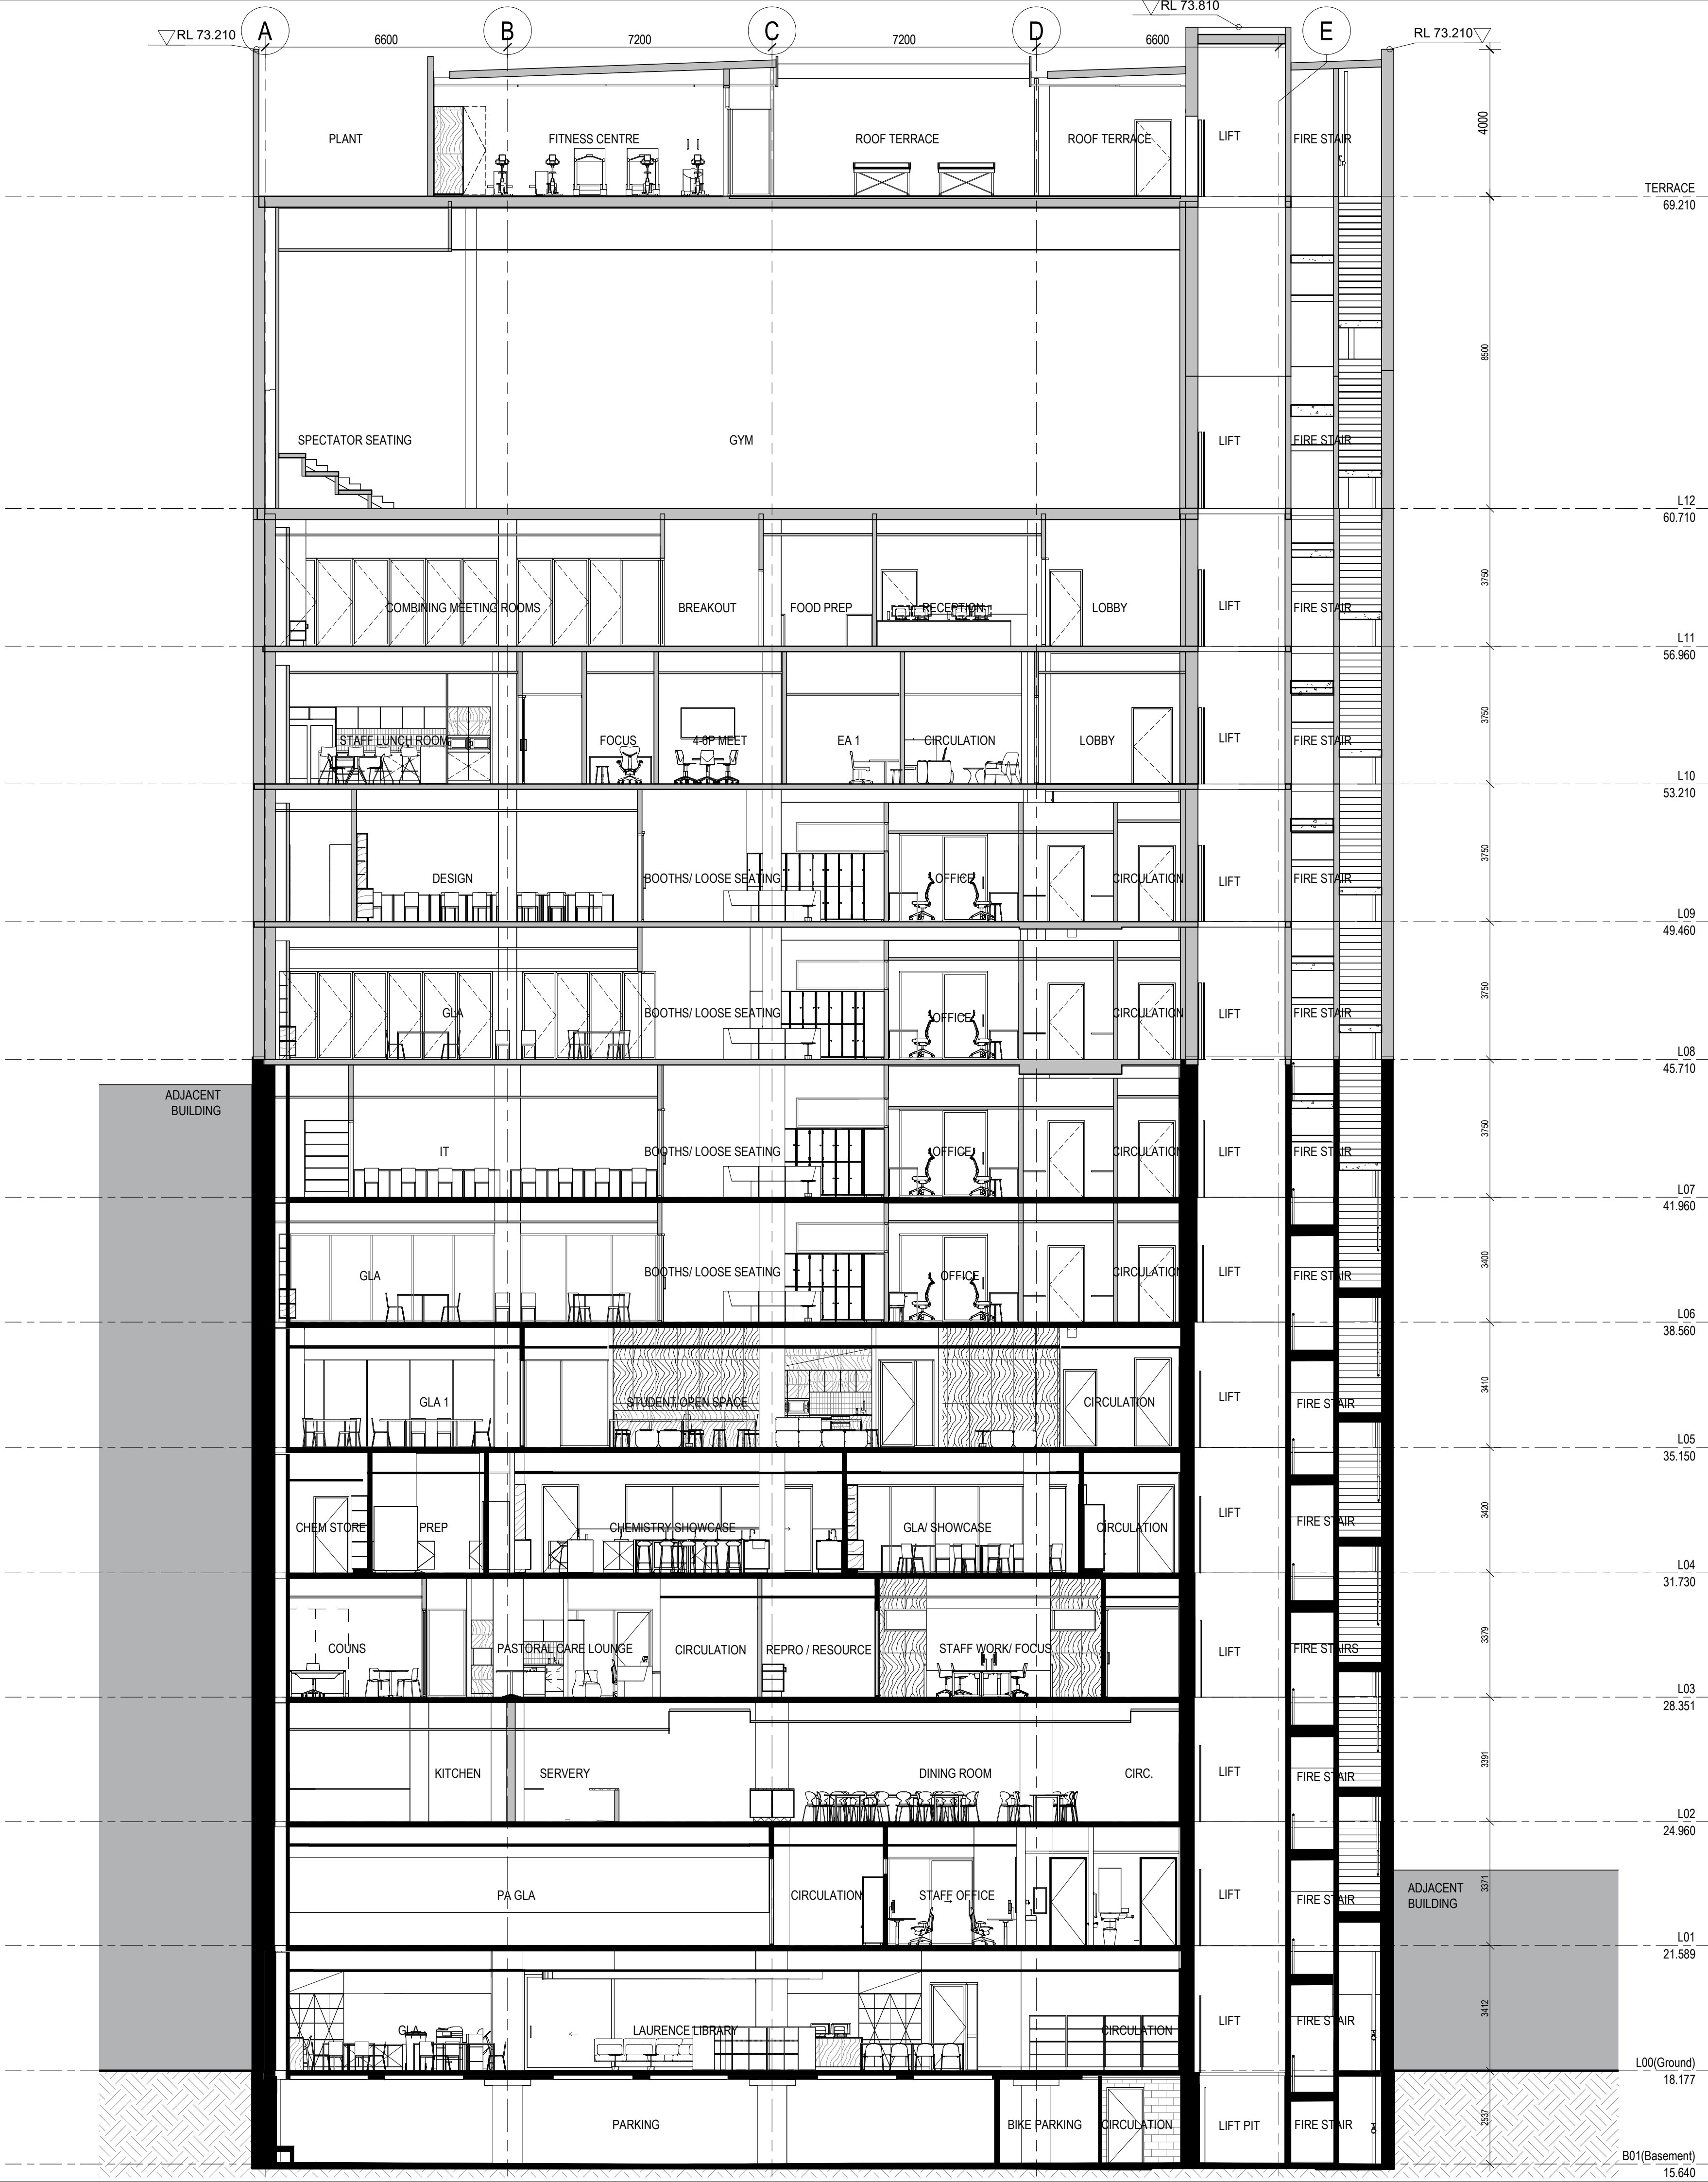 RL 73.810
RL 73.210
A
B
C
D
E
RL 73.210
6600
7200
7200
6600
4000
PLANT
FITNESS CENTRE
ROOF TERRACE
ROOF TERRACE
LIFT
FIRE STAIR
TERRACE
69.210
8500
SPECTATOR SEATING
GYM
LIFT
FIRE STAIR
L12
60.710
3750
COMBINING MEETING ROOMS
BREAKOUT
FOOD PREP
RECEPTION
LOBBY
LIFT
FIRE STAIR
L11
56.960
3750
STAFF LUNCH ROOM
FOCUS
4-8P MEET
EA 1
CIRCULATION
LOBBY
LIFT
FIRE STAIR
L10
53.210
3750
DESIGN
BOOTHS/ LOOSE SEATING
OFFICE
CIRCULATION
LIFT
FIRE STAIR
L09
49.460
3750
GLA
BOOTHS/ LOOSE SEATING
OFFICE
CIRCULATION
LIFT
FIRE STAIR
L08
45.710
ADJACENT
BUILDING
3750
IT
BOOTHS/ LOOSE SEATING
OFFICE
CIRCULATION
LIFT
FIRE STAIR
L07
41.960
3400
GLA
BOOTHS/ LOOSE SEATING
OFFICE
CIRCULATION
LIFT
FIRE STAIR
L06
38.560
3410
GLA 1
STUDENT OPEN SPACE
CIRCULATION
LIFT
FIRE STAIR
L05
35.150
3420
CHEM STORE
PREP
CHEMISTRY SHOWCASE
GLA/ SHOWCASE
CIRCULATION
LIFT
FIRE STAIR
L04
31.730
3379
COUNS
PASTORAL CARE LOUNGE
CIRCULATION
REPRO / RESOURCE
STAFF WORK/ FOCUS
LIFT
FIRE STAIRS
L03
28.351
3391
KITCHEN
SERVERY
DINING ROOM
CIRC.
LIFT
FIRE STAIR
L02
24.960
3371
PA GLA
CIRCULATION
STAFF OFFICE
LIFT
FIRE STAIR
ADJACENT
BUILDING
L01
21.589
3412
GLA
LAURENCE LIBRARY
CIRCULATION
LIFT
FIRE STAIR
L00(Ground)
18.177
2537
PARKING
BIKE PARKING
CIRCULATION
LIFT PIT
FIRE STAIR
B01(Basement)
15.640